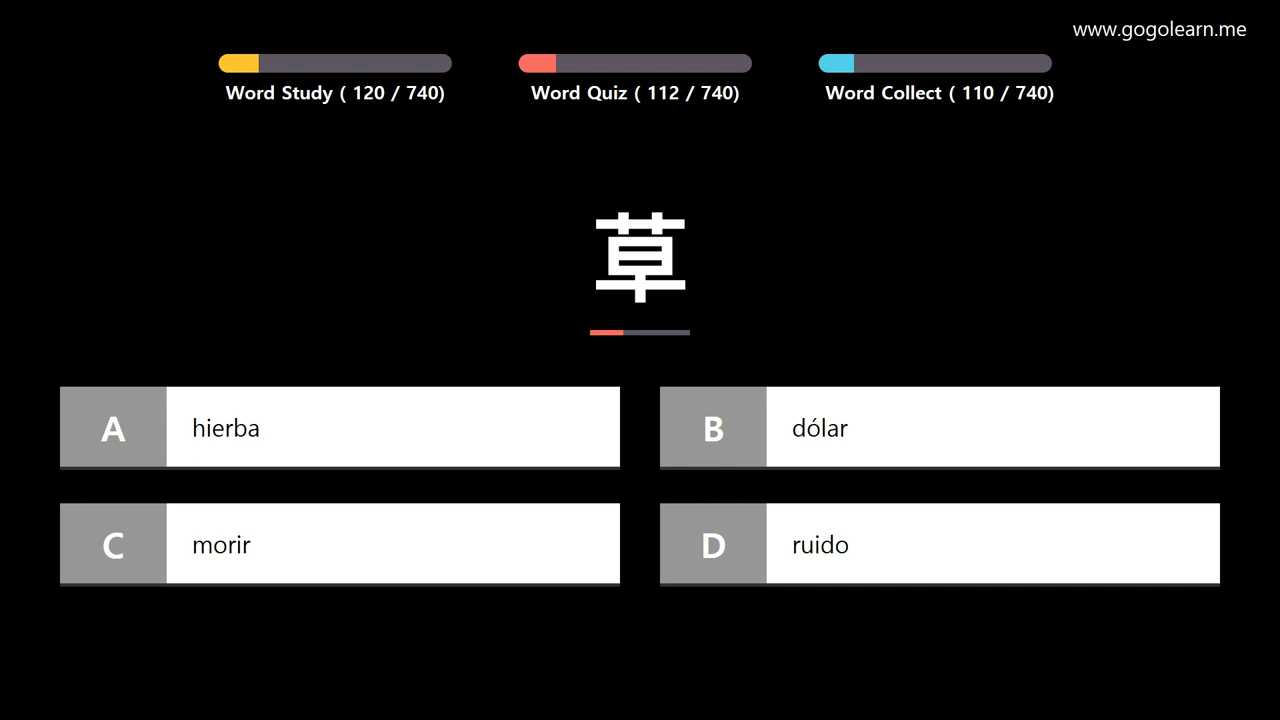 www.gogolearn.me
Word Study ( 120 / 740)
Word Quiz ( 112 / 740)
Word Collect ( 110 / 740)
草
A hierba
B dólar
C morir
D ruido